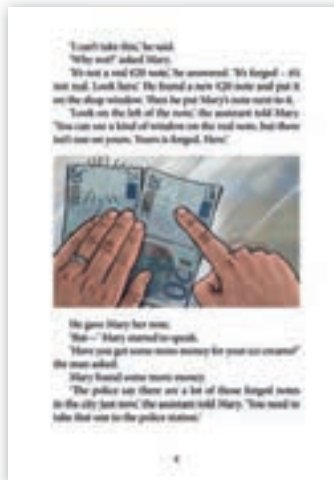 'I can't take this,' he said.
'Why not?' asked Mary.
'It's not a real €20 note,' he answered. 'It's forged – it's
not real. Look here.' He found a new €20 note and put it
on the shop window. Then he put Mary's note next to it.
'Look on the left of the note,' the assistant told Mary.
'You can see a kind of window on the real note, but there
isn't one on yours. Yours is forged. Here.'
20
He gave Mary her note.
'But –' Mary started to speak.
'Have you got some more money for your ice creams?'
the man asked.
Mary found some more money.
'The police say there are a lot of these forged notes
in the city just now,' the assistant told Mary. 'You need to
take that one to the police station.'